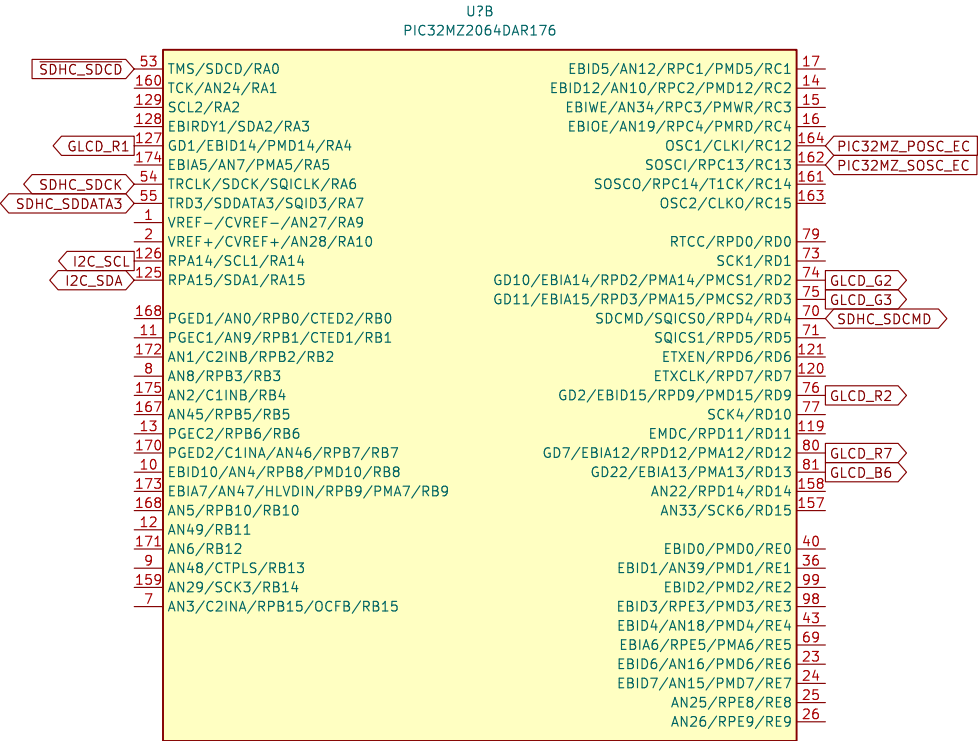 U?B
PIC32MZ2064DAR176
SDHC_SDCD 53 TMS/SDCD/RA0 EBID5/AN12/RPC1/PMD5/RC1 17
160 TCK/AN24/RA1 EBID12/AN10/RPC2/PMD12/RC2 14
129 SCL2/RA2 EBIWE/AN34/RPC3/PMWR/RC3 15
128 EBIRDY1/SDA2/RA3 EBIOE/AN19/RPC4/PMRD/RC4 16
GLCD_R1 127 GD1/EBID14/PMD14/RA4 OSC1/CLKI/RC12 164 PIC32MZ_POSC_EC
174 EBIA5/AN7/PMA5/RA5 SOSCI/RPC13/RC13 162 PIC32MZ_SOSC_EC
SDHC_SDCK 54 TRCLK/SDCK/SQICLK/RA6 SOSCO/RPC14/T1CK/RC14 161
SDHC_SDDATA3 55 TRD3/SDDATA3/SQID3/RA7 OSC2/CLKO/RC15 163
1 VREF-/CVREF-/AN27/RA9
2 VREF+/CVREF+/AN28/RA10 RTCC/RPD0/RD0 79
I2C_SCL 126 RPA14/SCL1/RA14 SCK1/RD1 73
I2C_SDA 125 RPA15/SDA1/RA15 GD10/EBIA14/RPD2/PMA14/PMCS1/RD2 74 GLCD_G2
GD11/EBIA15/RPD3/PMA15/PMCS2/RD3 75 GLCD_G3
168 PGED1/AN0/RPB0/CTED2/RB0 SDCMD/SQICS0/RPD4/RD4 70 SDHC_SDCMD
11 PGEC1/AN9/RPB1/CTED1/RB1 SQICS1/RPD5/RD5 71
172 AN1/C2INB/RPB2/RB2 ETXEN/RPD6/RD6 121
8 AN8/RPB3/RB3 ETXCLK/RPD7/RD7 120
175 AN2/C1INB/RB4 GD2/EBID15/RPD9/PMD15/RD9 76 GLCD_R2
167 AN45/RPB5/RB5 SCK4/RD10 77
13 PGEC2/RPB6/RB6 EMDC/RPD11/RD11 119
170 PGED2/C1INA/AN46/RPB7/RB7 GD7/EBIA12/RPD12/PMA12/RD12 80 GLCD_R7
10 EBID10/AN4/RPB8/PMD10/RB8 GD22/EBIA13/PMA13/RD13 81 GLCD_B6
173 EBIA7/AN47/HLVDIN/RPB9/PMA7/RB9 AN22/RPD14/RD14 158
168 AN5/RPB10/RB10 AN33/SCK6/RD15 157
12 AN49/RB11
171 AN6/RB12 EBID0/PMD0/RE0 40
9 AN48/CTPLS/RB13 EBID1/AN39/PMD1/RE1 36
159 AN29/SCK3/RB14 EBID2/PMD2/RE2 99
7 AN3/C2INA/RPB15/OCFB/RB15 EBID3/RPE3/PMD3/RE3 98
EBID4/AN18/PMD4/RE4 43
EBIA6/RPE5/PMA6/RE5 69
EBID6/AN16/PMD6/RE6 23
EBID7/AN15/PMD7/RE7 24
AN25/RPE8/RE8 25
AN26/RPE9/RE9 26